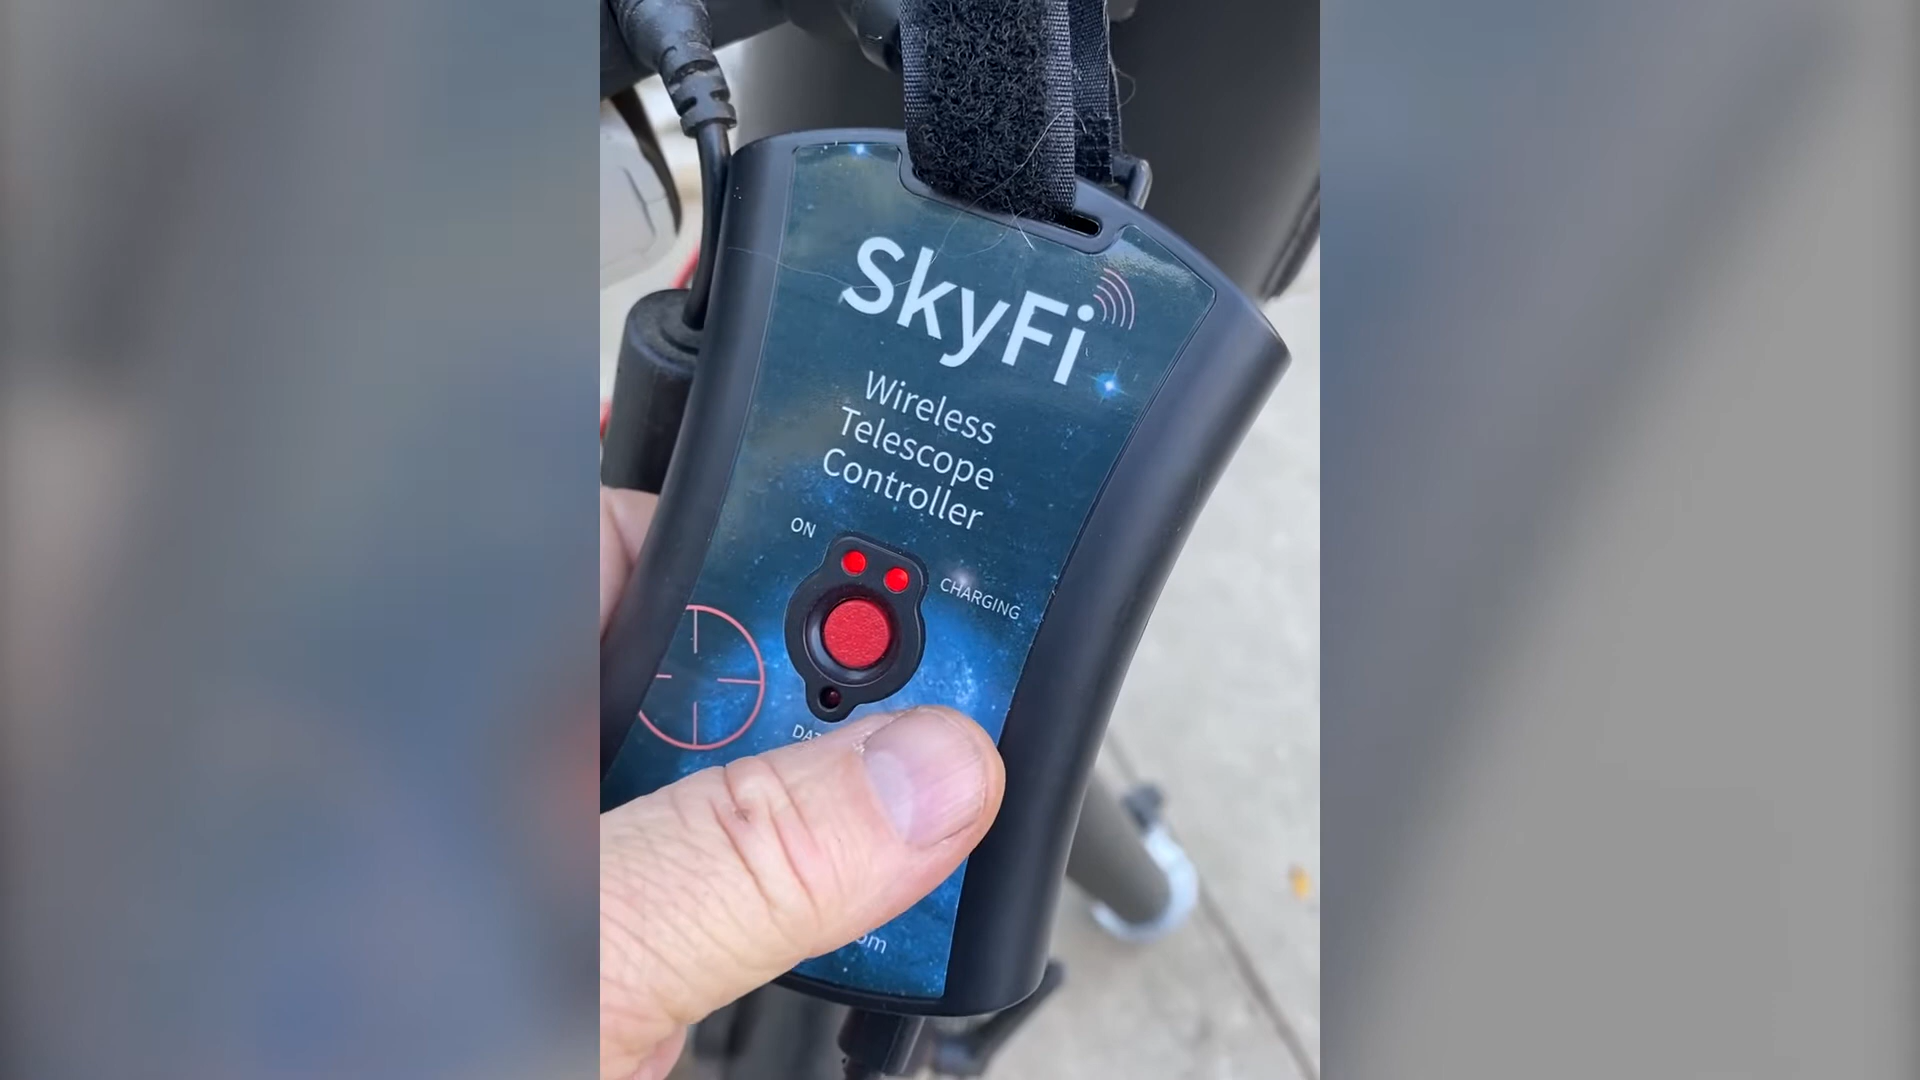 SkyFi
Wireless
Telescope
Controller
ON
CHARGING